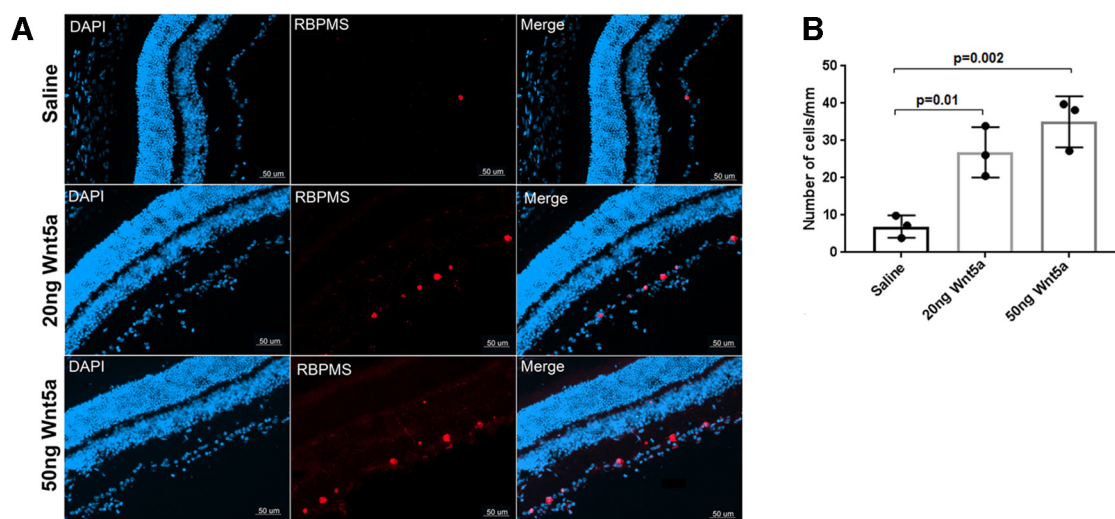 A
B
DAPI
RBPMS
Merge
Saline
50 um
50 um
50 um
DAPI
RBPMS
Merge
20ng Wnt5a
50 um
50 um
50 um
DAPI
RBPMS
Merge
50ng Wnt5a
50 um
50 um
50 um
p=0.002
p=0.01
Number of cells/mm
50
40
30
20
10
0
Saline
20ng Wnt5a
50ng Wnt5a